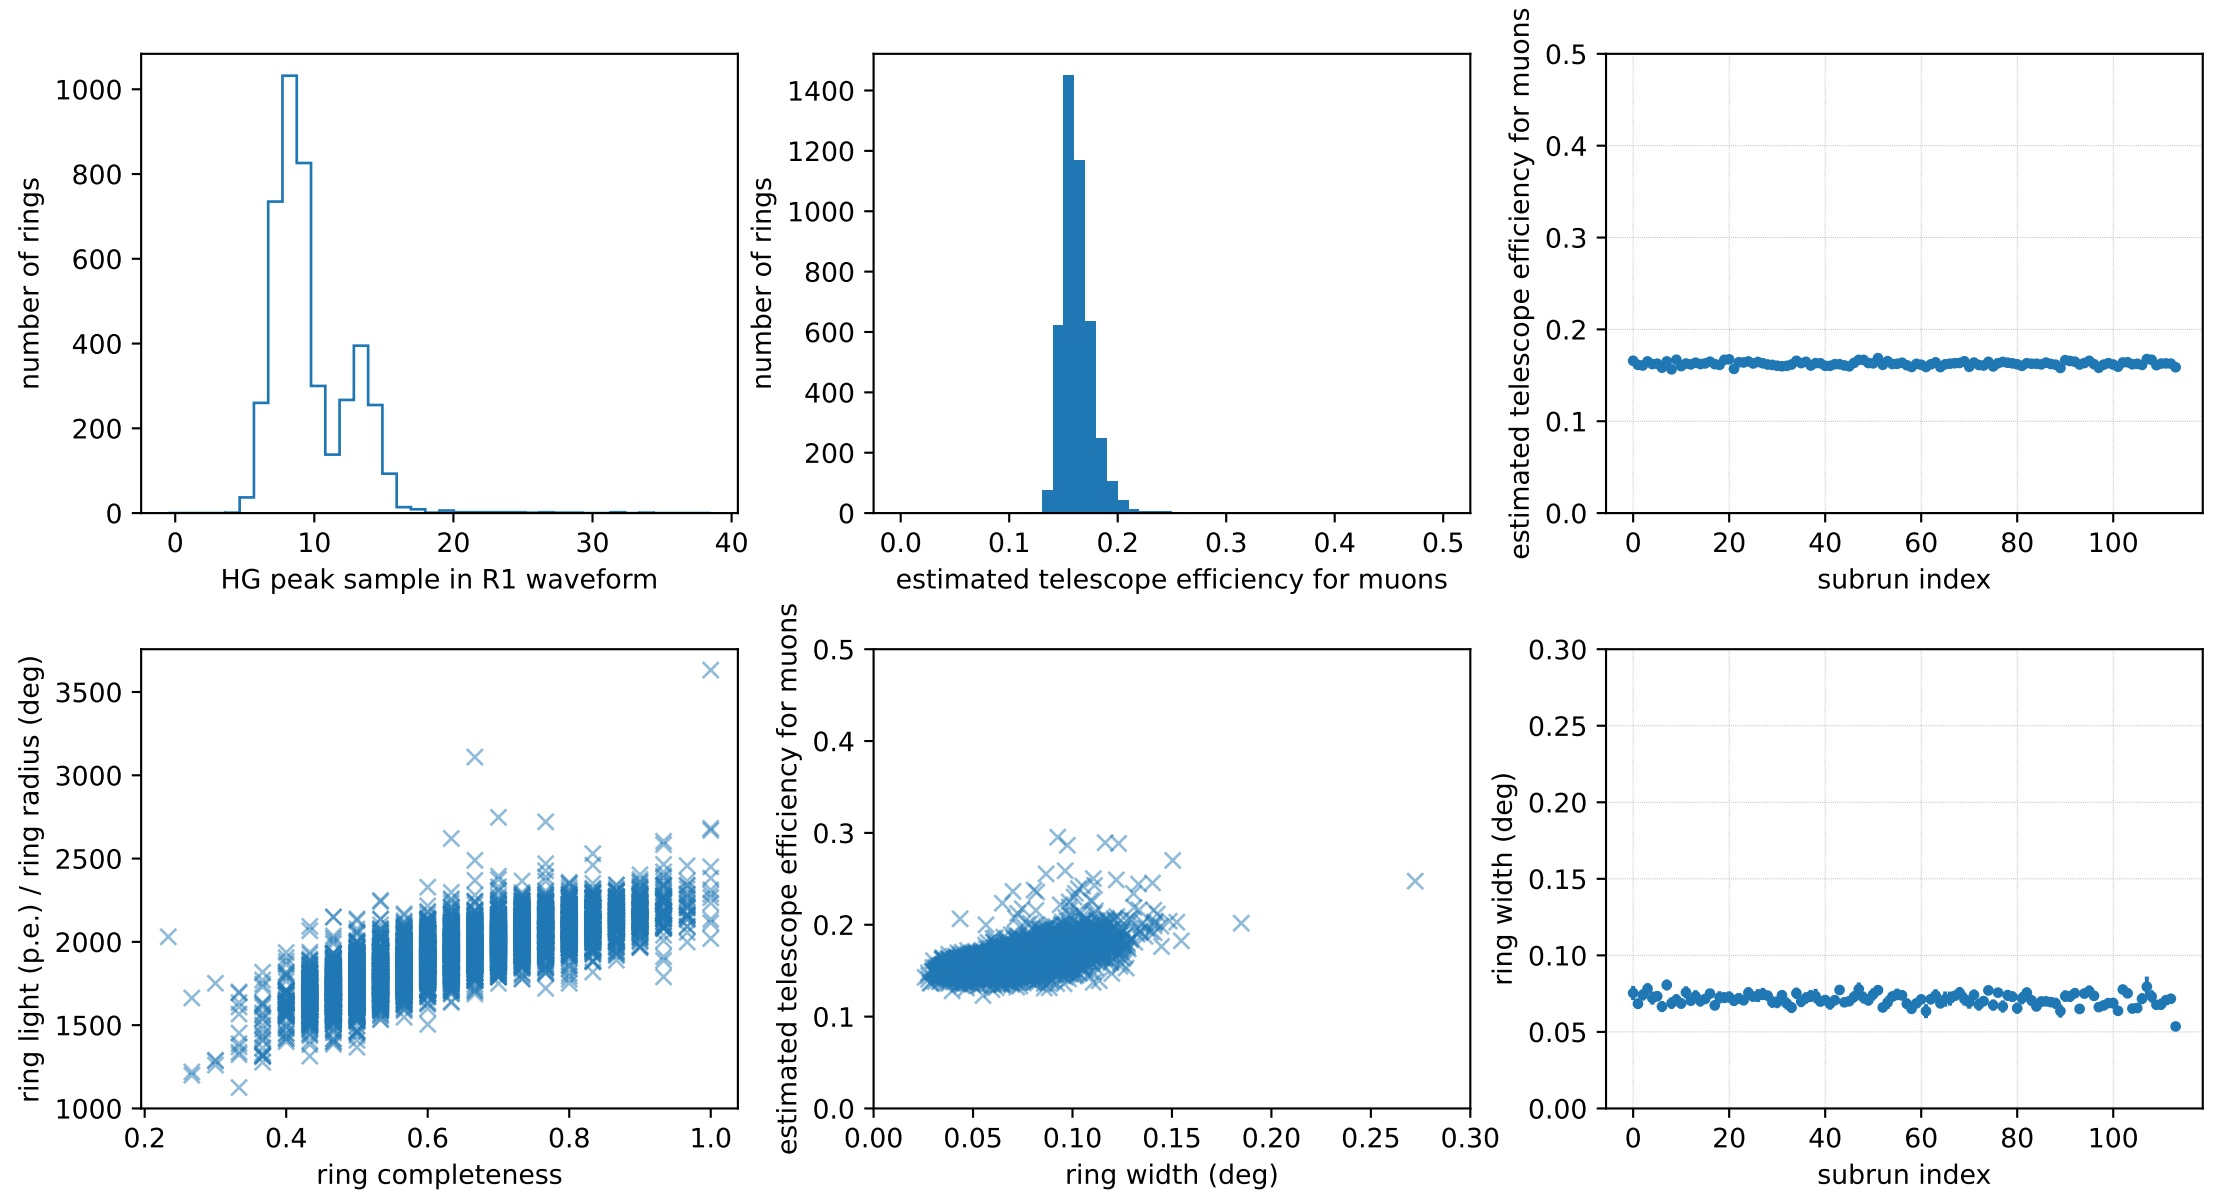 1000
800
600
400
200
0
number of rings
0 10 20 30 40
HG peak sample in R1 waveform
1400
1200
1000
800
600
400
200
0
number of rings
0.0 0.1 0.2 0.3 0.4 0.5
estimated telescope efficiency for muons
0.5
0.4
0.3
0.2
0.1
0.0
estimated telescope efficiency for muons
0 20 40 60 80 100
subrun index
3500
3000
2500
2000
1500
1000
ring light (p.e.) / ring radius (deg)
0.2 0.4 0.6 0.8 1.0
ring completeness
0.5
0.4
0.3
0.2
0.1
0.0
estimated telescope efficiency for muons
0.00 0.05 0.10 0.15 0.20 0.25 0.30
ring width (deg)
0.30
0.25
0.20
0.15
0.10
0.05
0.00
ring width (deg)
0 20 40 60 80 100
subrun index